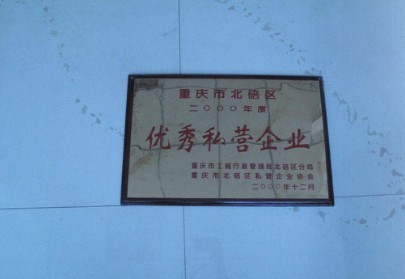 重庆市北碚区
二〇〇〇年度
优秀私营企业
重庆市工商行政管理局北碚区分局
重庆市北碚区私营企业协会
二〇〇〇年十二月